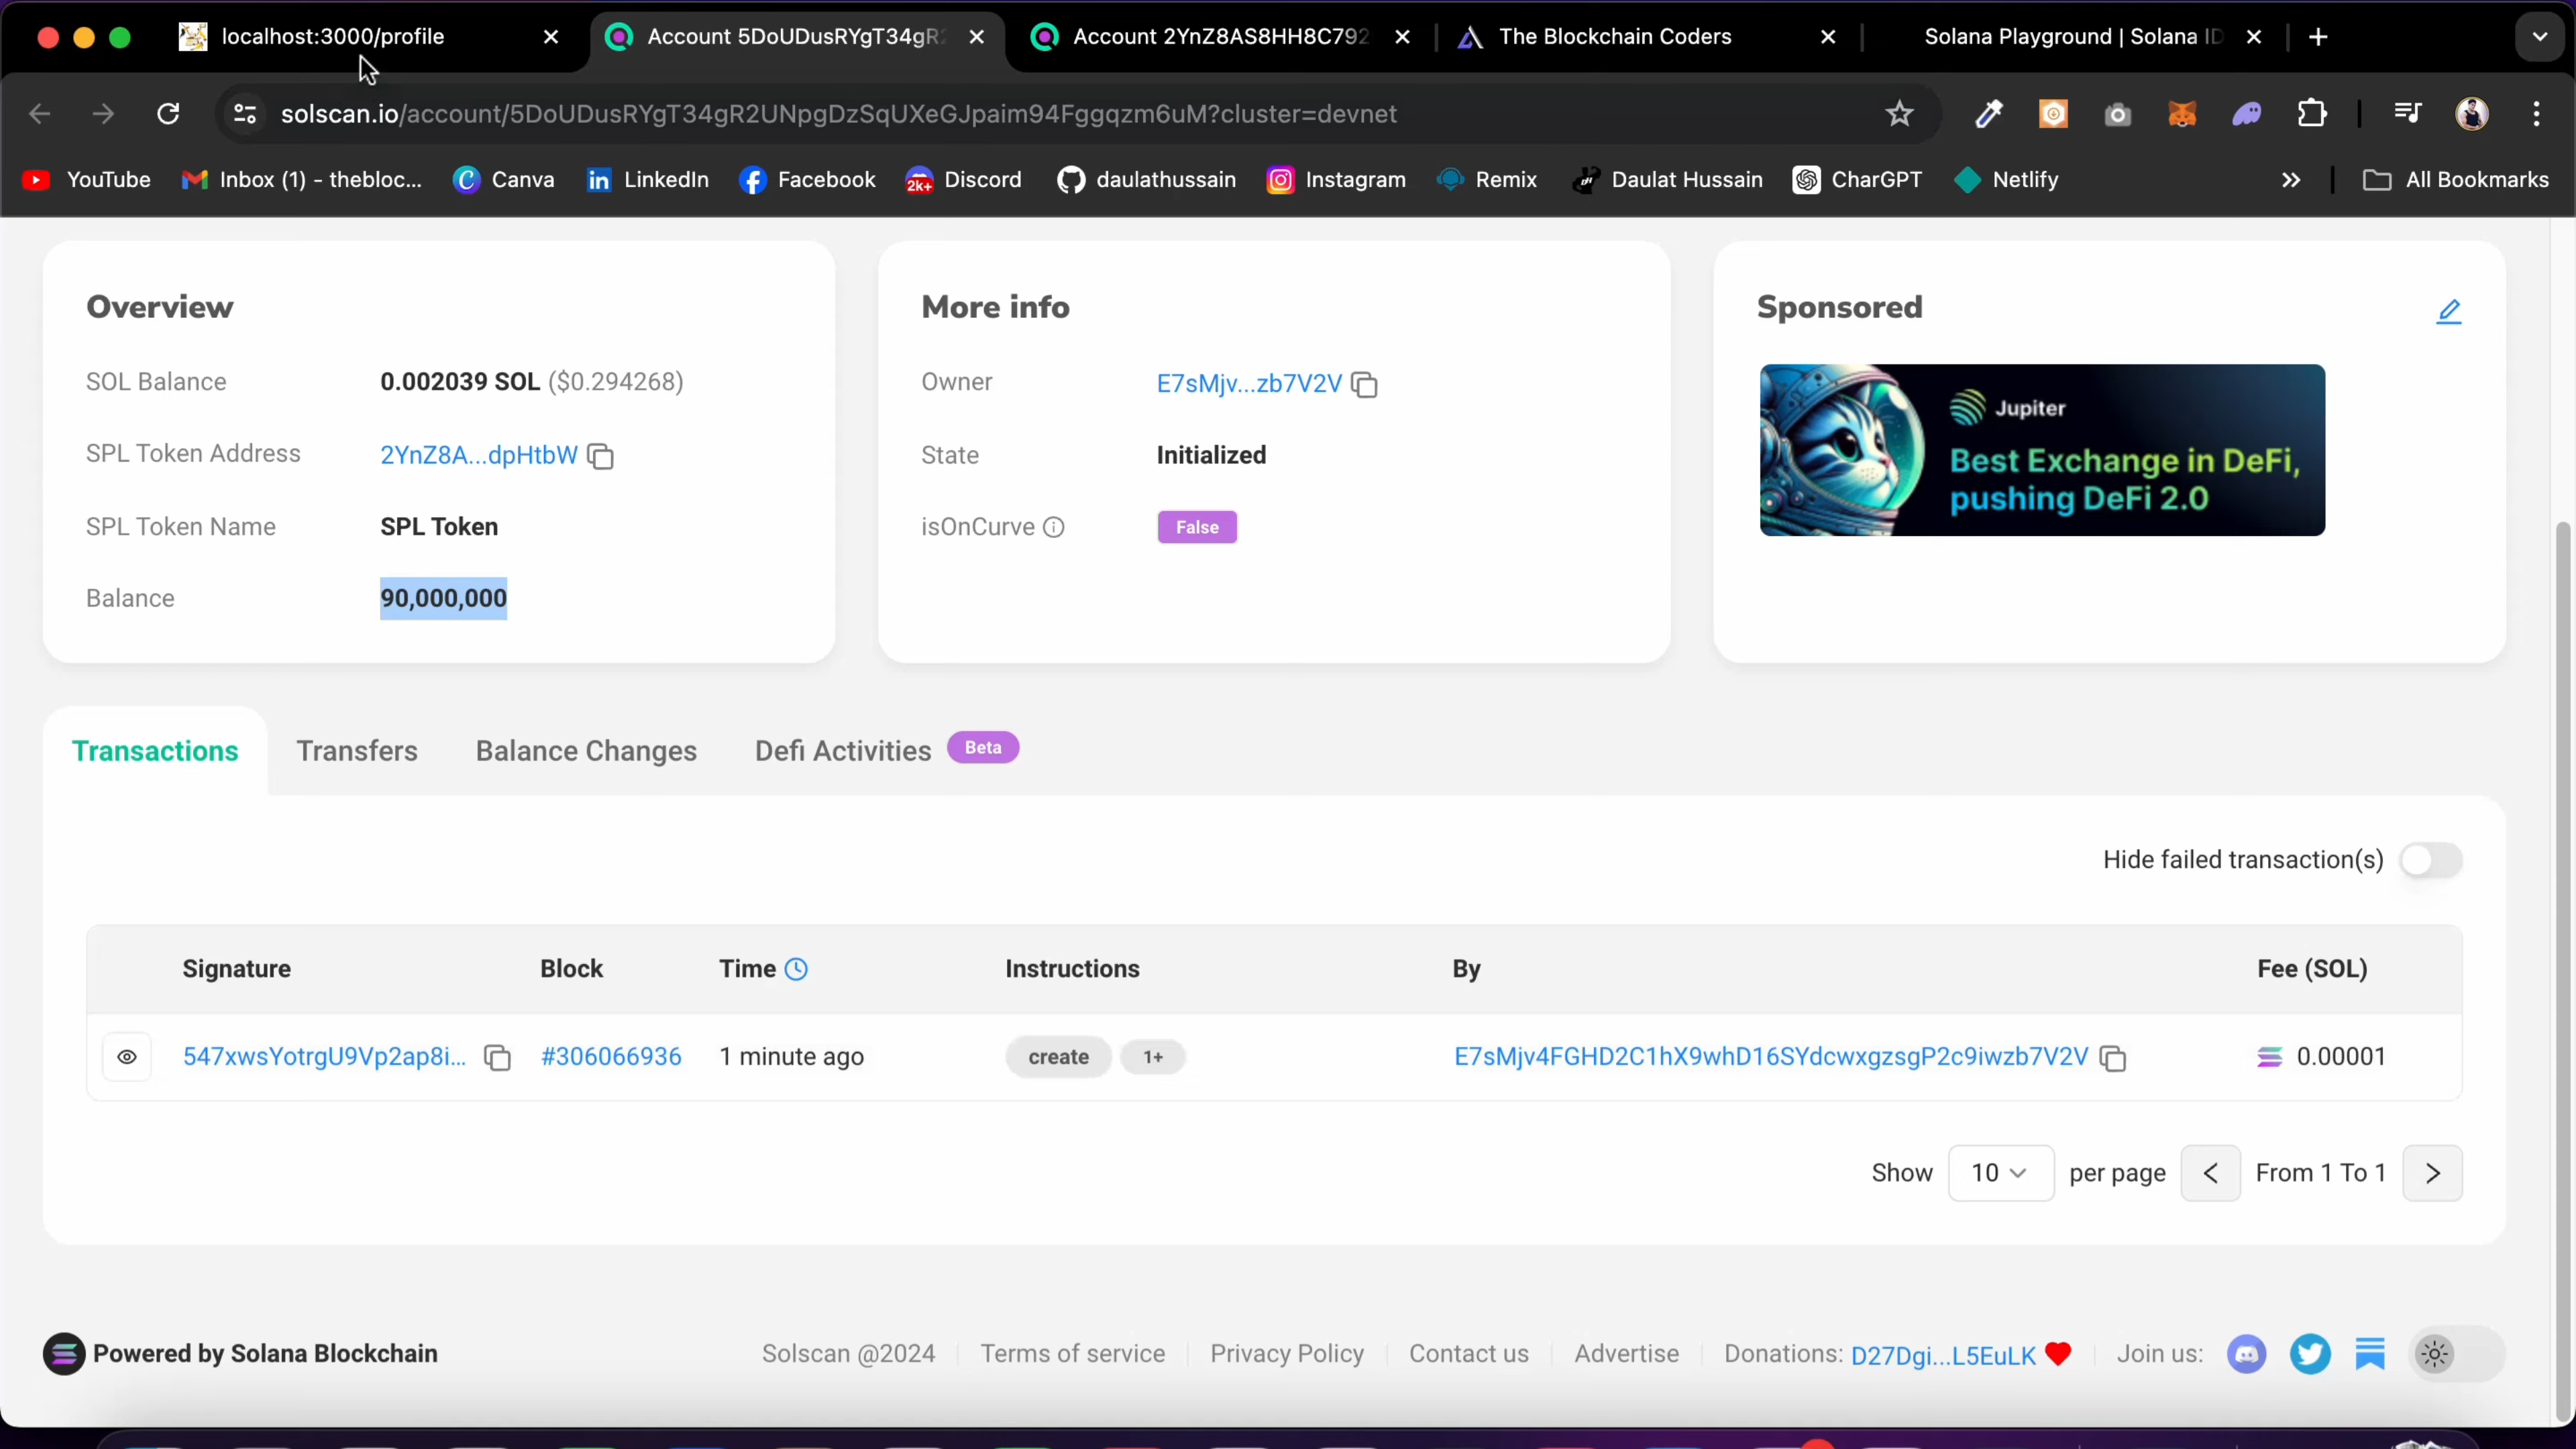 localhost:3000/profile
Account 5DoUDusRYgT34gR2
Account 2YnZ8AS8HH8C792
The Blockchain Coders
Solana Playground | Solana ID
solscan.io/account/5DoUDusRYgT34gR2UNpgDzSqUXeGJpaim94Fggqzm6uM?cluster=devnet
YouTube
Inbox (1) - thebloc...
Canva
LinkedIn
Facebook
2k+ Discord
daulathussain
Instagram
Remix
Daulat Hussain
CharGPT
Netlify
All Bookmarks
Overview
SOL Balance 0.002039 SOL ($0.294268)
SPL Token Address 2YnZ8A...dpHtbW
SPL Token Name SPL Token
Balance 90,000,000
More info
Owner E7sMjv...zb7V2V
State Initialized
isOnCurve False
Sponsored
Jupiter
Best Exchange in DeFi,
pushing DeFi 2.0
Transactions Transfers Balance Changes Defi Activities Beta
Hide failed transaction(s)
Signature Block Time Instructions By Fee (SOL)
547xwsYotrgU9Vp2ap8i... #306066936 1 minute ago create 1+ E7sMjv4FGHD2C1hX9whD16SYdcwxgzsgP2c9iwzb7V2V 0.00001
Show 10 per page From 1 To 1
Powered by Solana Blockchain
Solscan @2024 Terms of service Privacy Policy Contact us Advertise Donations: D27Dgi...L5EuLK Join us: